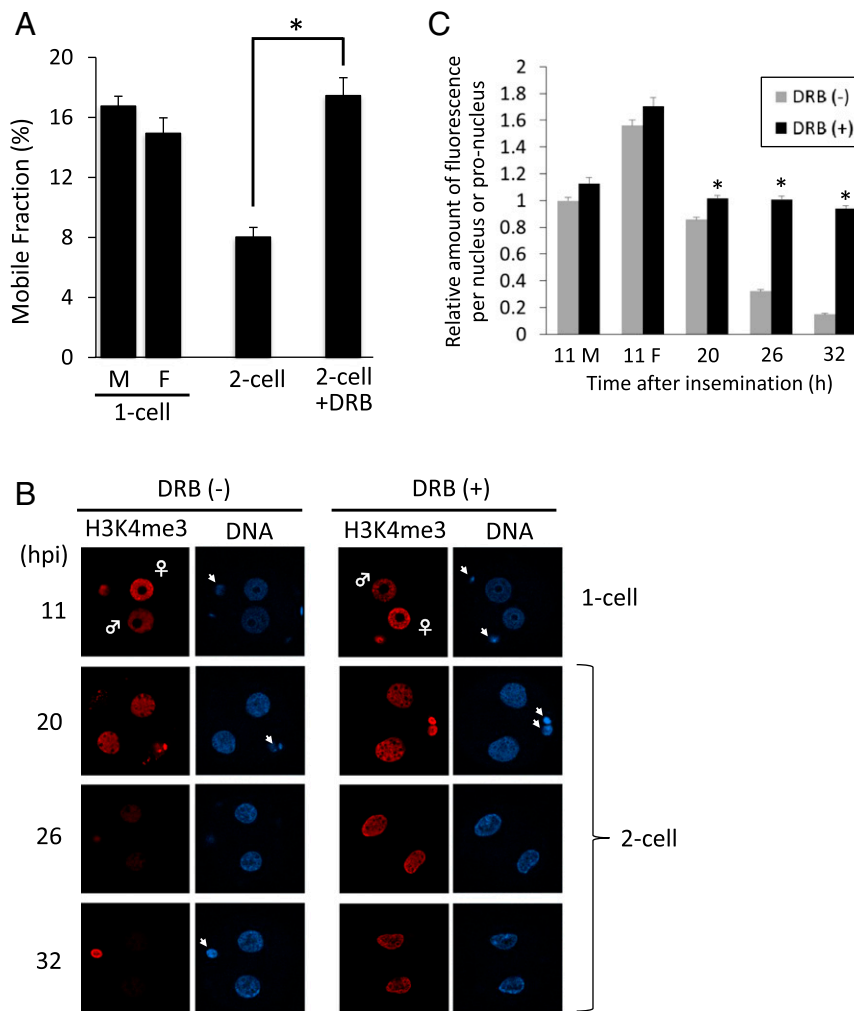 A
Mobile Fraction (%)
20
16
12
8
4
0
*
M F
1-cell
2-cell
2-cell
+DRB
C
Relative amount of fluorescence
per nucleus or pro-nucleus
2
1.8
1.6
1.4
1.2
1
0.8
0.6
0.4
0.2
0
DRB (-)
DRB (+)
* * *
11 M 11 F 20 26 32
Time after insemination (h)
B
DRB (-) DRB (+)
H3K4me3 DNA H3K4me3 DNA
(hpi)
11
♀
♂
♂
♀
1-cell
20
26
32
2-cell